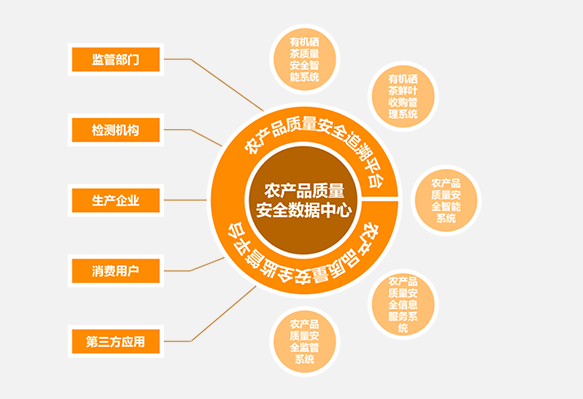 监管部门
检测机构
生产企业
消费用户
第三方应用
农产品质量安全追溯平台
农产品质量
安全数据中心
农产品质量安全监管平台
有机硒
茶质量
安全智
能系统
有机硒
茶鲜叶
收购管
理系统
农产品
质量安
全智能
系统
农产品
质量安
全信息
服务系
统
农产品
质量安
全监管
系统